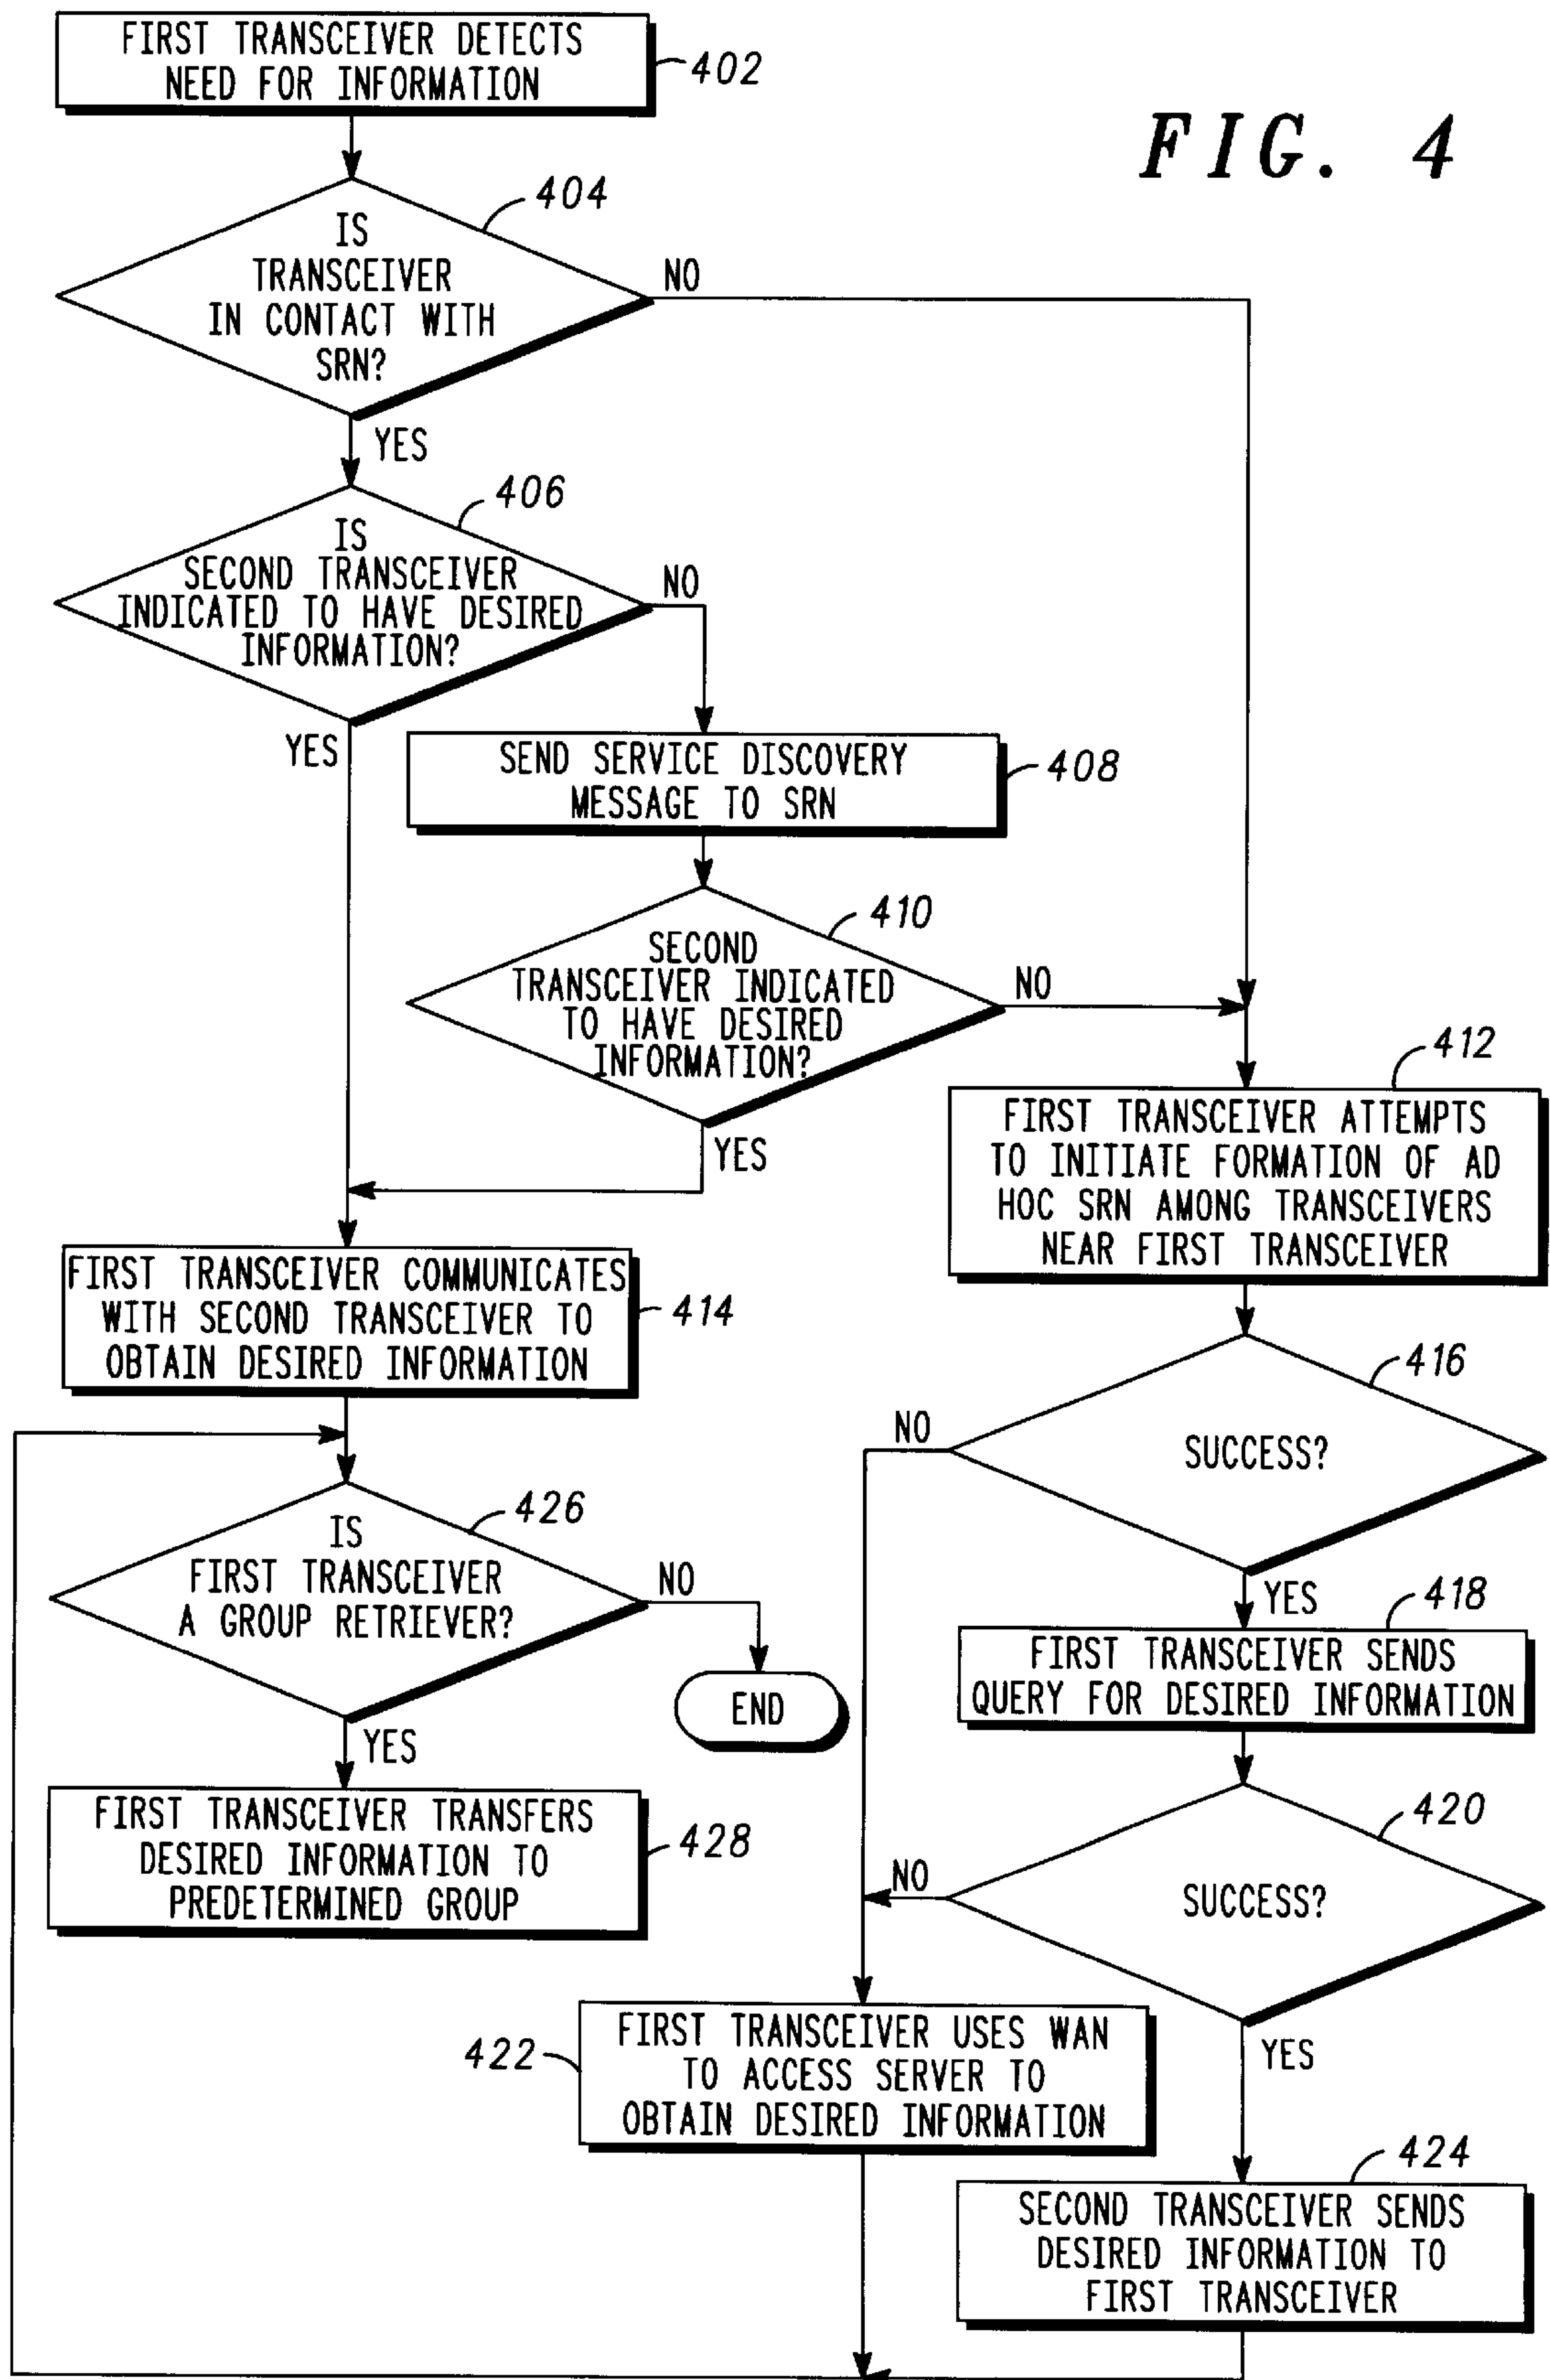 FIRST TRANSCEIVER DETECTS
NEED FOR INFORMATION
402
FIG. 4
404
IS
TRANSCEIVER
IN CONTACT WITH
SRN?
NO
YES
406
IS
SECOND TRANSCEIVER
INDICATED TO HAVE DESIRED
INFORMATION?
NO
YES
SEND SERVICE DISCOVERY
MESSAGE TO SRN
408
410
SECOND
TRANSCEIVER INDICATED
TO HAVE DESIRED
INFORMATION?
NO
YES
412
FIRST TRANSCEIVER ATTEMPTS
TO INITIATE FORMATION OF AD
HOC SRN AMONG TRANSCEIVERS
NEAR FIRST TRANSCEIVER
FIRST TRANSCEIVER COMMUNICATES
WITH SECOND TRANSCEIVER TO
OBTAIN DESIRED INFORMATION
414
416
SUCCESS?
NO
YES
426
IS
FIRST TRANSCEIVER
A GROUP RETRIEVER?
NO
YES
END
418
FIRST TRANSCEIVER SENDS
QUERY FOR DESIRED INFORMATION
FIRST TRANSCEIVER TRANSFERS
DESIRED INFORMATION TO
PREDETERMINED GROUP
428
420
SUCCESS?
NO
YES
422
FIRST TRANSCEIVER USES WAN
TO ACCESS SERVER TO
OBTAIN DESIRED INFORMATION
424
SECOND TRANSCEIVER SENDS
DESIRED INFORMATION TO
FIRST TRANSCEIVER